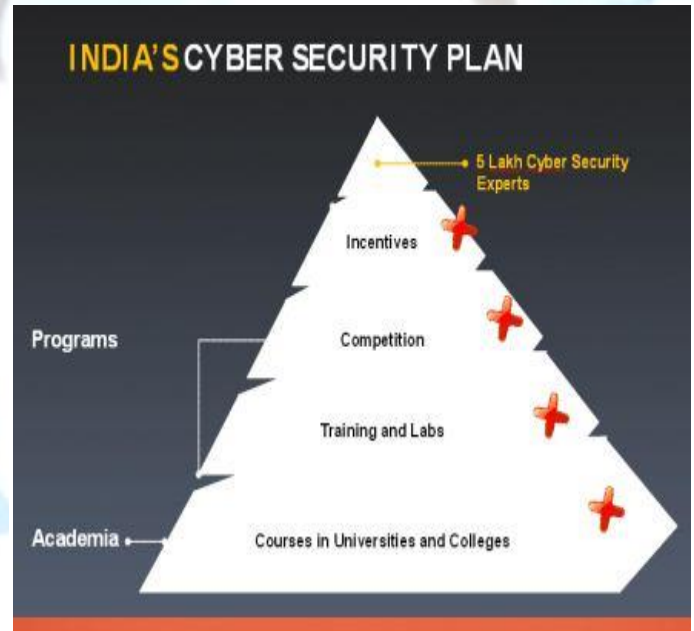 INDIA'S CYBER SECURITY PLAN
5 Lakh Cyber Security
Experts
Incentives
Programs
Competition
Training and Labs
Academia
Courses in Universities and Colleges